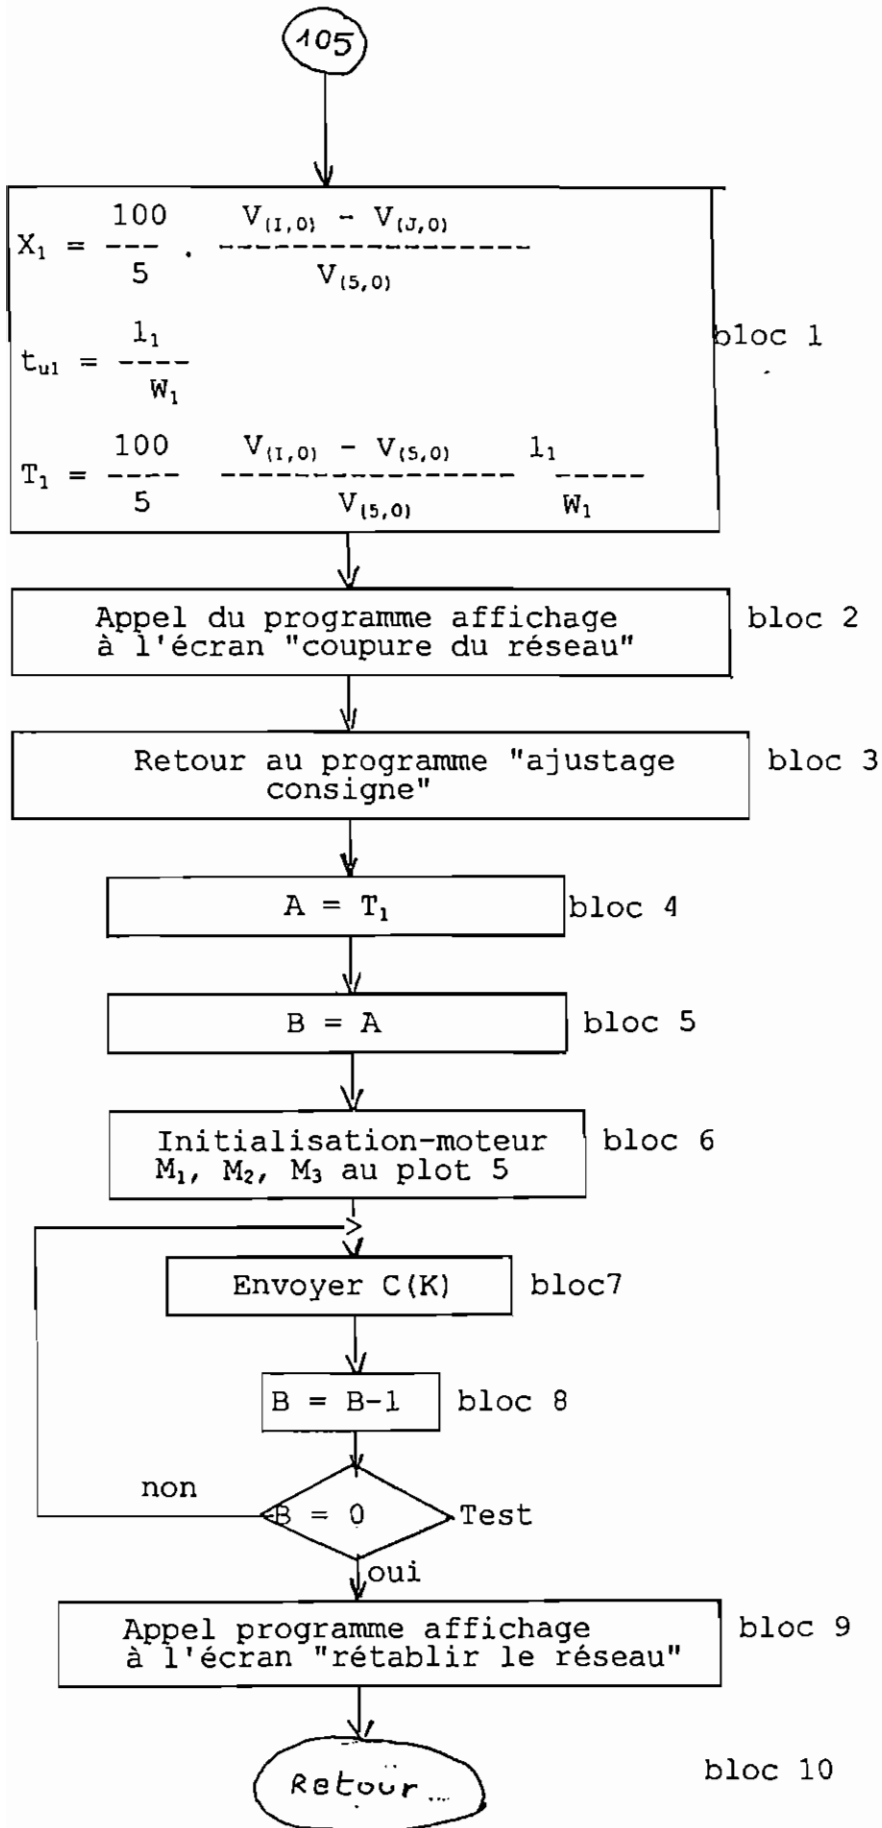 105
100 V(I,0) - V(J,0)
X₁ = ---- . ----------------
5 V(5,0)
bloc 1
1₁
tu1 = ----
W₁
100 V(I,0) - V(5,0) 1₁
T₁ = ---- --------------- -----
5 V(5,0) W₁
Appel du programme affichage
à l'écran "coupure du réseau"
bloc 2
Retour au programme "ajustage
consigne"
bloc 3
A = T₁
bloc 4
B = A
bloc 5
Initialisation-moteur
M₁, M₂, M₃ au plot 5
bloc 6
Envoyer C(K)
bloc7
B = B-1
bloc 8
non
B = 0
Test
oui
Appel programme affichage
à l'écran "rétablir le réseau"
bloc 9
Retour
bloc 10